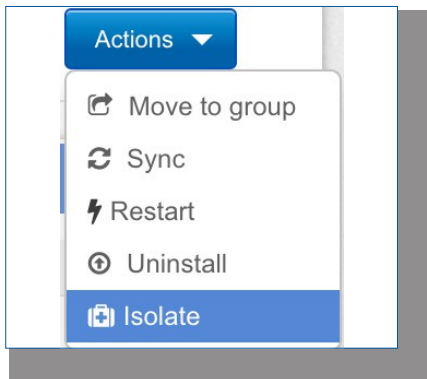 Actions
Move to group
Sync
Restart
Uninstall
Isolate